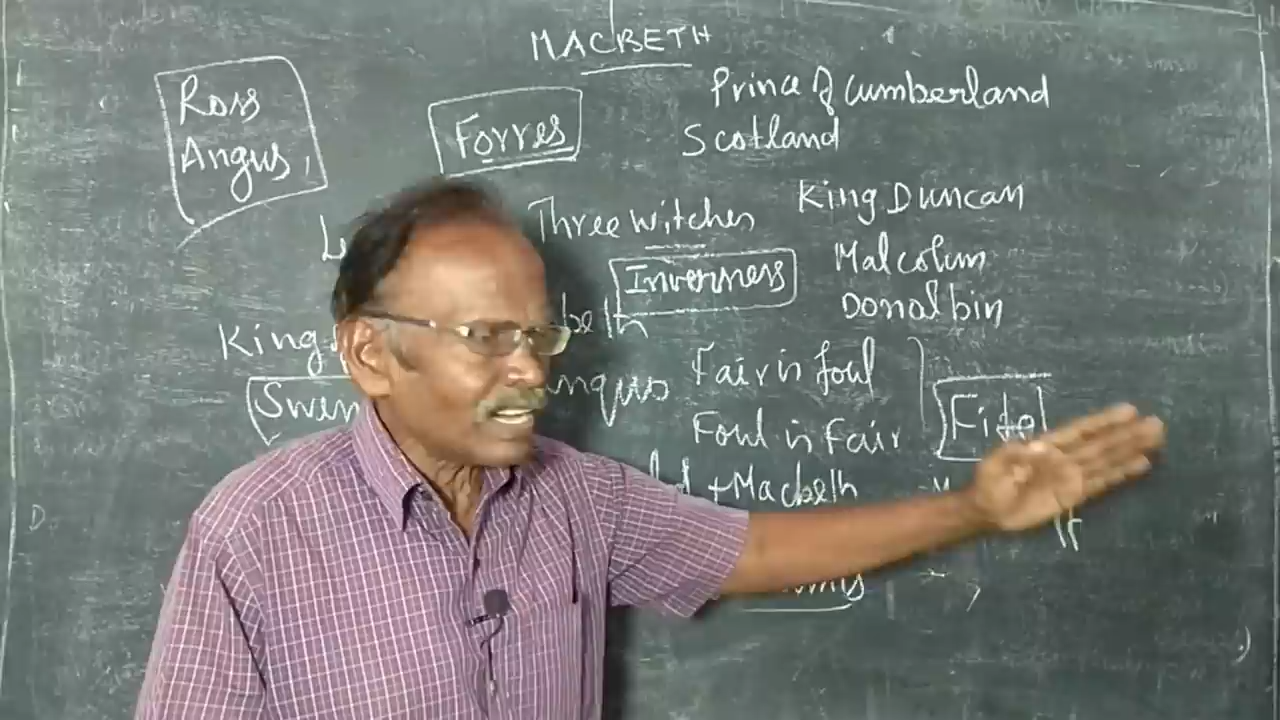 MACBETH
Ross
Angus,
Forres
Prince of Cumberland
Scotland
Three witches
King Duncan
Inverness
Malcolum
Donalbin
King
Fair is foul
Foul is Fair
Fife
+ Macbeth